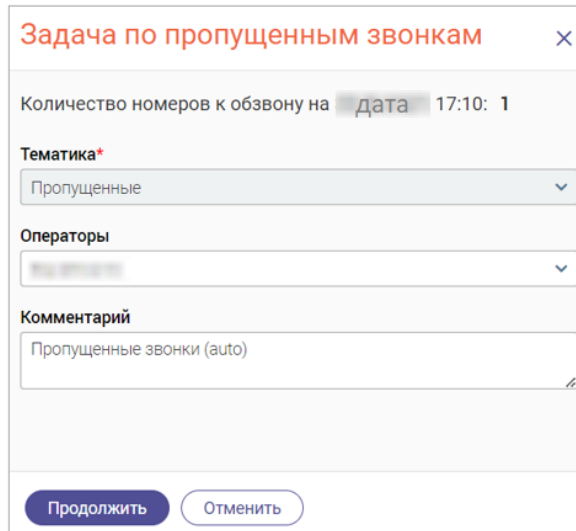 Задача по пропущенным звонкам
Количество номеров к обзвону на дата 17:10: 1
Тематика*
Пропущенные
Операторы
Комментарий
Пропущенные звонки (auto)
Продолжить
Отменить